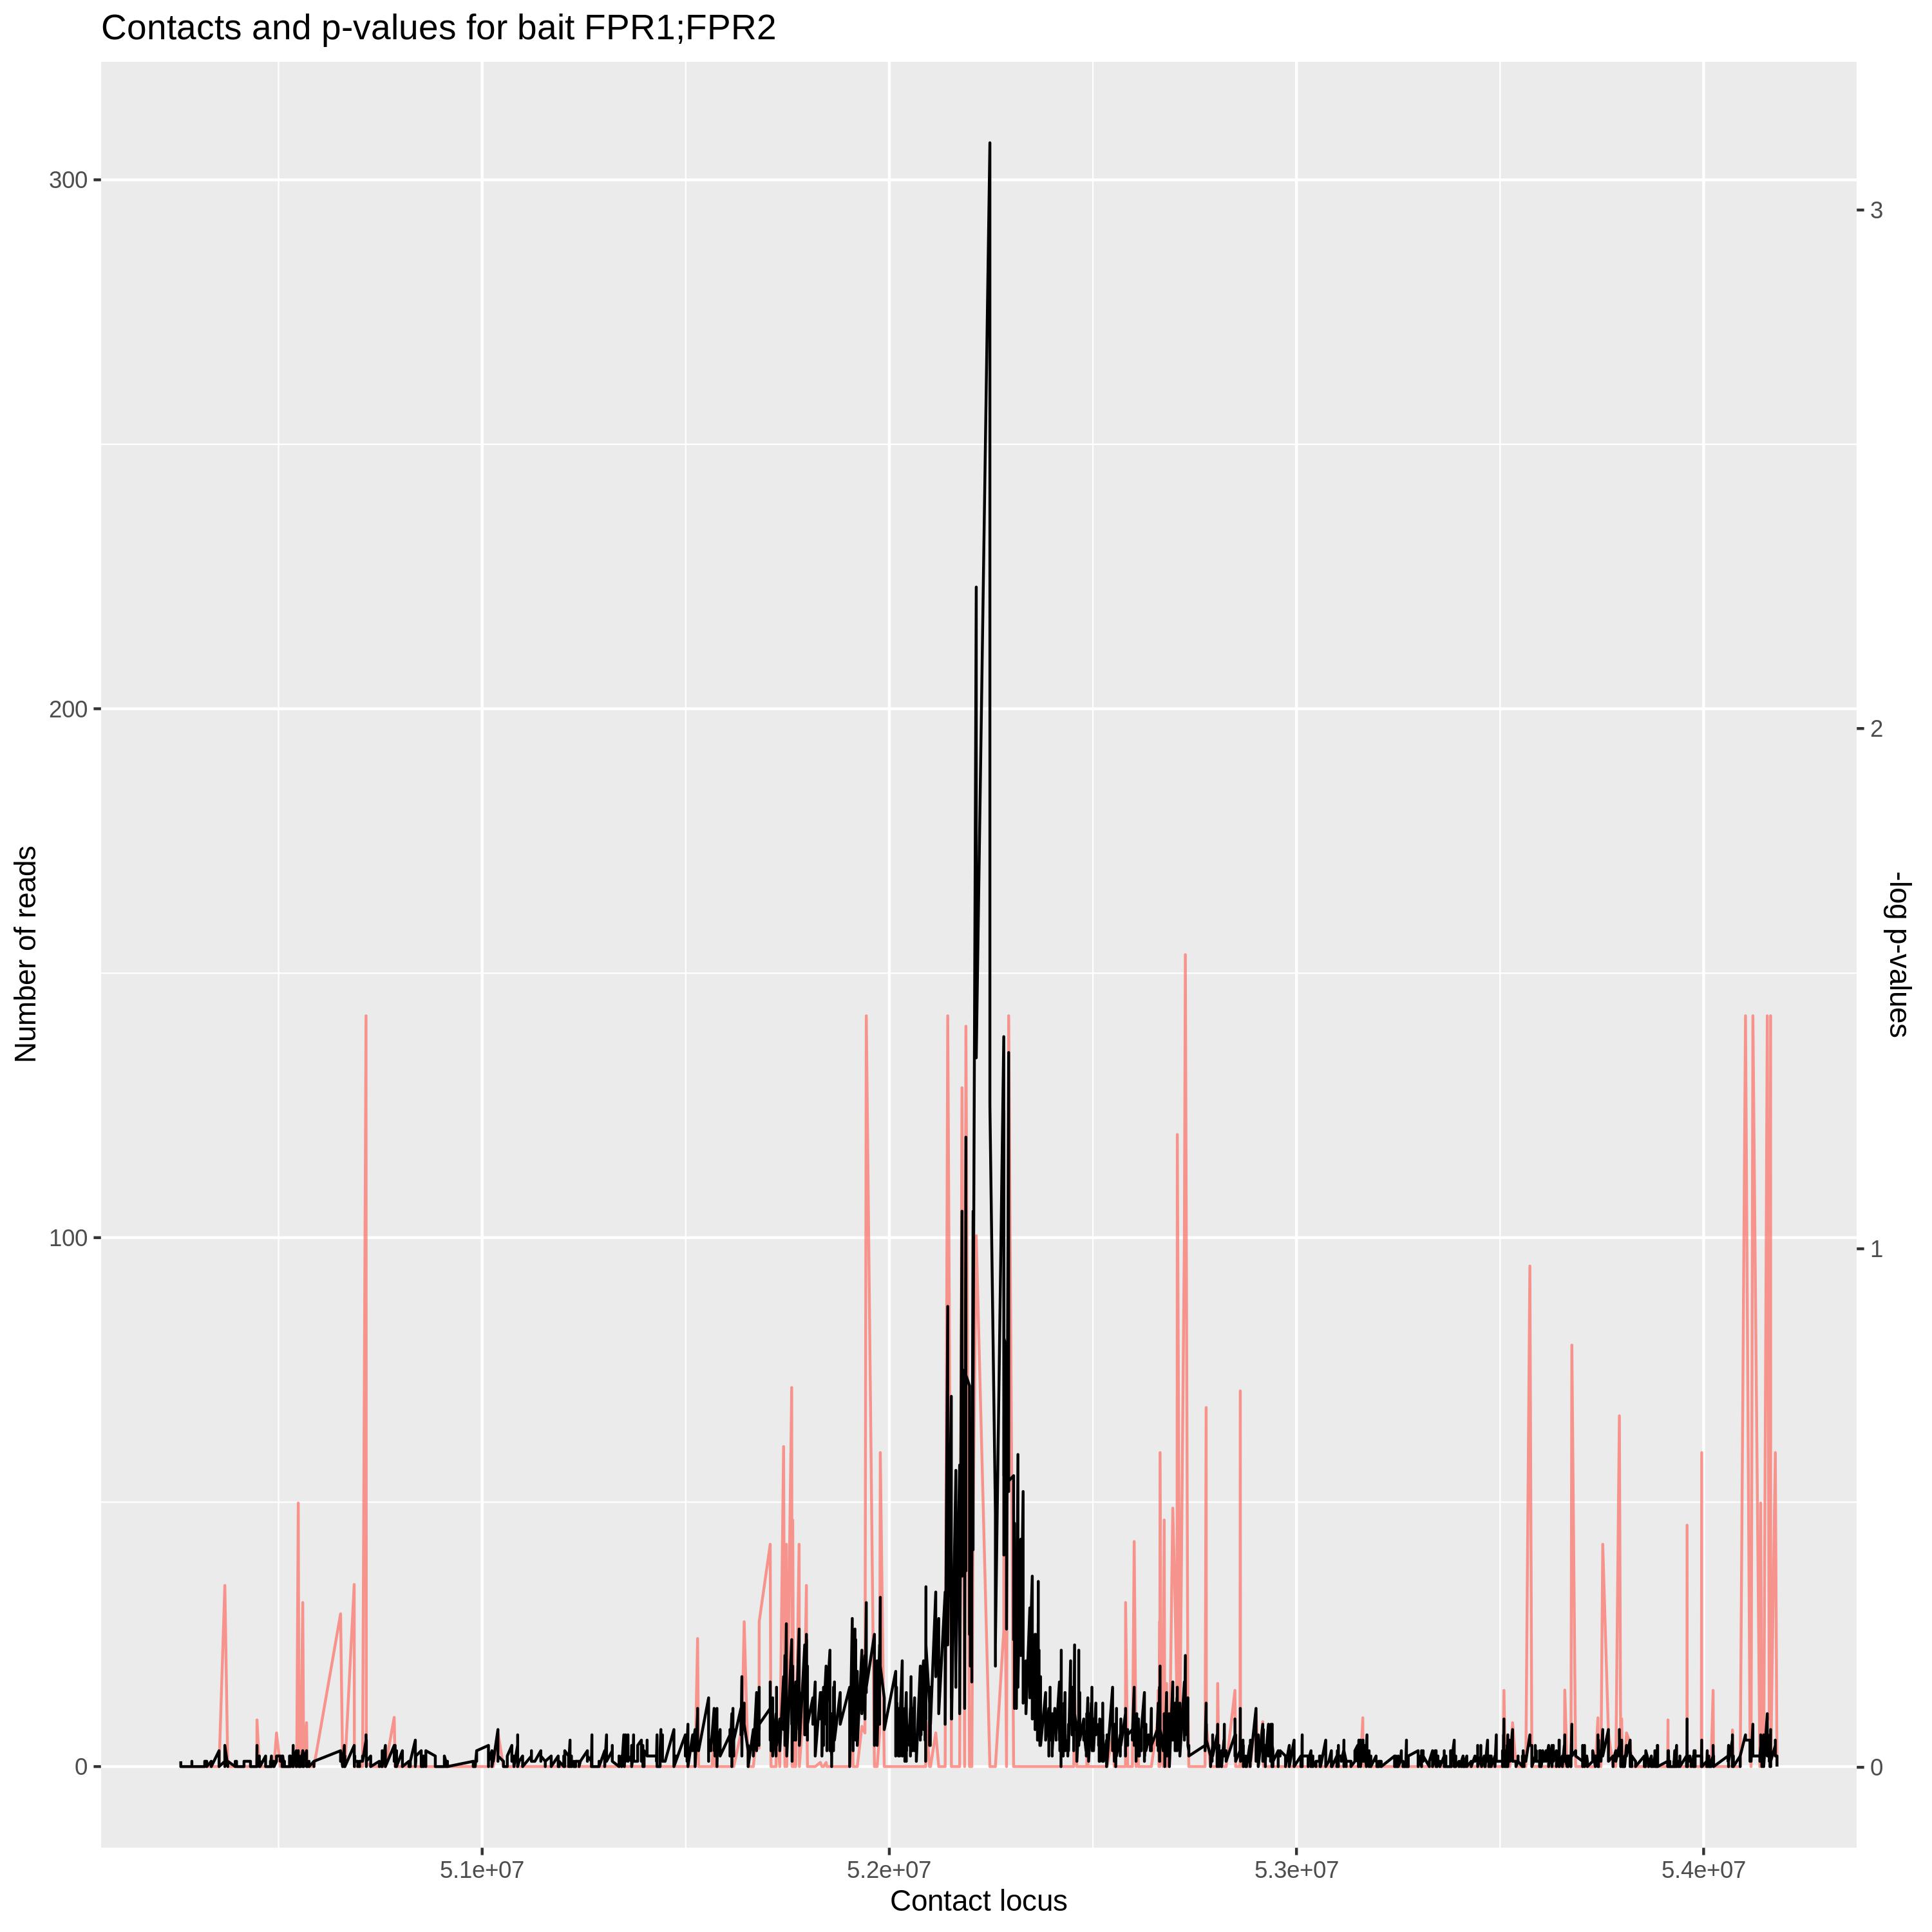 Contacts and p-values for bait FPR1;FPR2
Number of reads
300
200
100
0
-log p-values
3
2
1
0
5.1e+07
5.2e+07
5.3e+07
5.4e+07
Contact locus